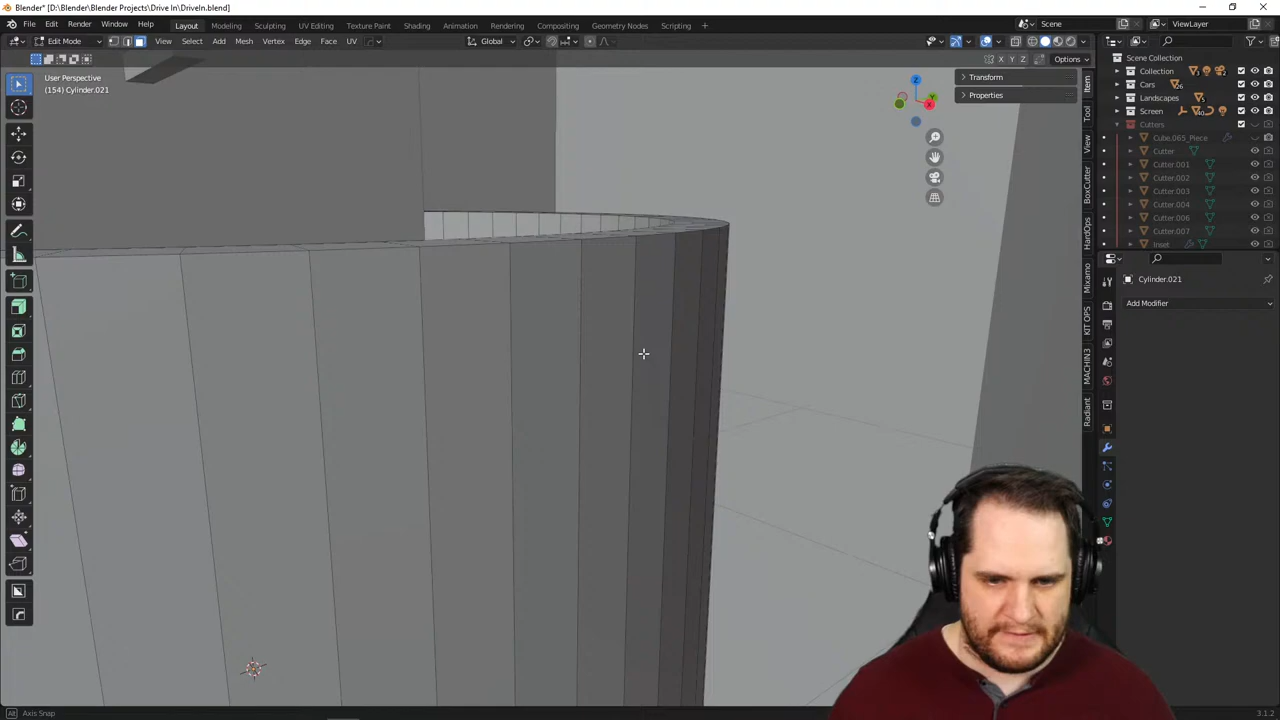 Blender* [D:\Blender\Blender Projects\Drive In\DriveIn.blend]
File Edit Render Window Help Layout Modeling Sculpting UV Editing Texture Paint Shading Animation Rendering Compositing Geometry Nodes Scripting + Scene ViewLayer
Edit Mode View Select Add Mesh Vertex Edge Face UV Global
X Y Z Options
User Perspective
(154) Cylinder.021
Transform
Properties
Z
Y
X
Item
Tool
View
BoxCutter
HardOps
Mixamo
KIT OPS
MACHIN3
Radiant
Scene Collection
Collection
Cars
Landscapes
Screen
Cutters
Cube.065_Piece
Cutter
Cutter.001
Cutter.002
Cutter.003
Cutter.004
Cutter.006
Cutter.007
Inset
Cylinder.021
Add Modifier
Axis Snap
3.1.2